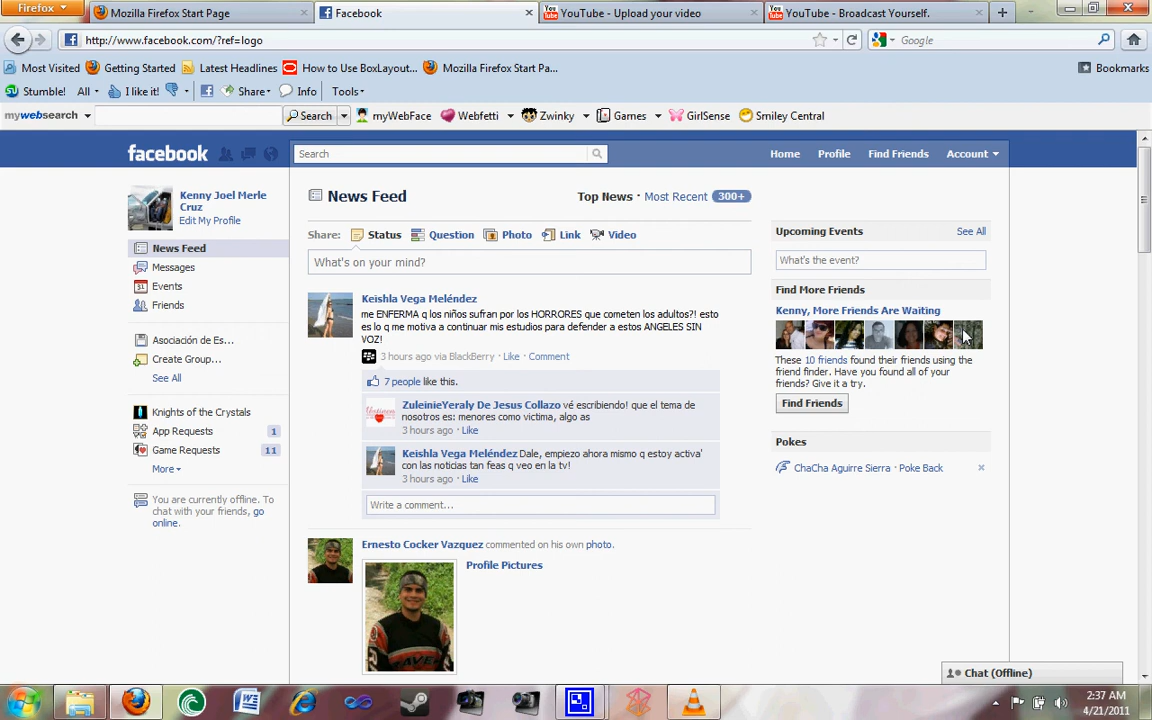 Firefox
Mozilla Firefox Start Page
Facebook
YouTube - Upload your video
YouTube - Broadcast Yourself.
http://www.facebook.com/?ref=logo
Google
Most Visited
Getting Started
Latest Headlines
How to Use BoxLayout...
Mozilla Firefox Start Pa...
Bookmarks
Stumble!
All
I like it!
Share
Info
Tools
mywebsearch
Search
myWebFace
Webfetti
Zwinky
Games
GirlSense
Smiley Central
facebook
Search
Home
Profile
Find Friends
Account
Kenny Joel Merle
Cruz
Edit My Profile
News Feed
Messages
Events
Friends
Asociación de Es...
Create Group...
See All
Knights of the Crystals
App Requests 1
Game Requests 11
More
You are currently offline. To
chat with your friends, go
online.
News Feed
Top News · Most Recent 300+
Share: Status Question Photo Link Video
What's on your mind?
Keishla Vega Meléndez
me ENFERMA q los niños sufran por los HORRORES que cometen los adultos?! esto
es lo q me motiva a continuar mis estudios para defender a estos ANGELES SIN
VOZ!
3 hours ago via BlackBerry · Like · Comment
7 people like this.
ZuleinieYeraly De Jesus Collazo vé escribiendo! que el tema de
nosotros es: menores como victima, algo as
3 hours ago · Like
Keishla Vega Meléndez Dale, empiezo ahora mismo q estoy activa'
con las noticias tan feas q veo en la tv!
3 hours ago · Like
Write a comment...
Ernesto Cocker Vazquez commented on his own photo.
Profile Pictures
Upcoming Events
See All
What's the event?
Find More Friends
Kenny, More Friends Are Waiting
These 10 friends found their friends using the
friend finder. Have you found all of your
friends? Give it a try.
Find Friends
Pokes
ChaCha Aguirre Sierra · Poke Back
Chat (Offline)
2:37 AM
4/21/2011